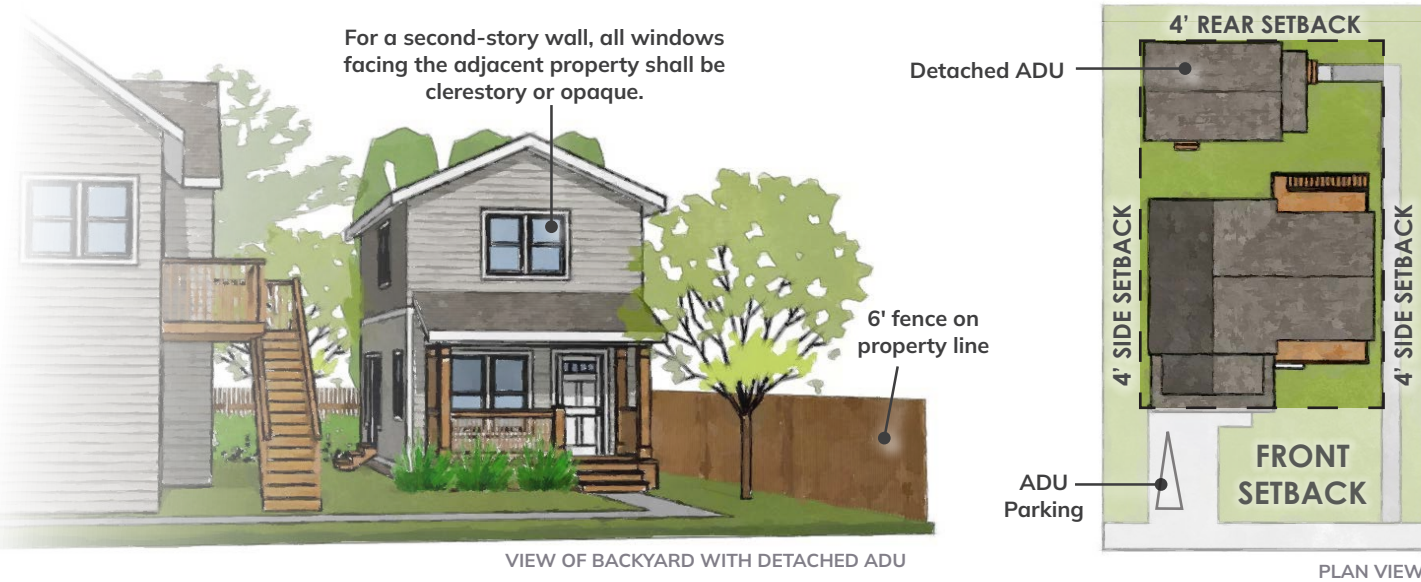 For a second-story wall, all windows
facing the adjacent property shall be
clerestory or opaque.
6' fence on
property line
VIEW OF BACKYARD WITH DETACHED ADU
4’ REAR SETBACK
Detached ADU
4’ SIDE SETBACK
4’ SIDE SETBACK
ADU
Parking
FRONT
SETBACK
PLAN VIEW